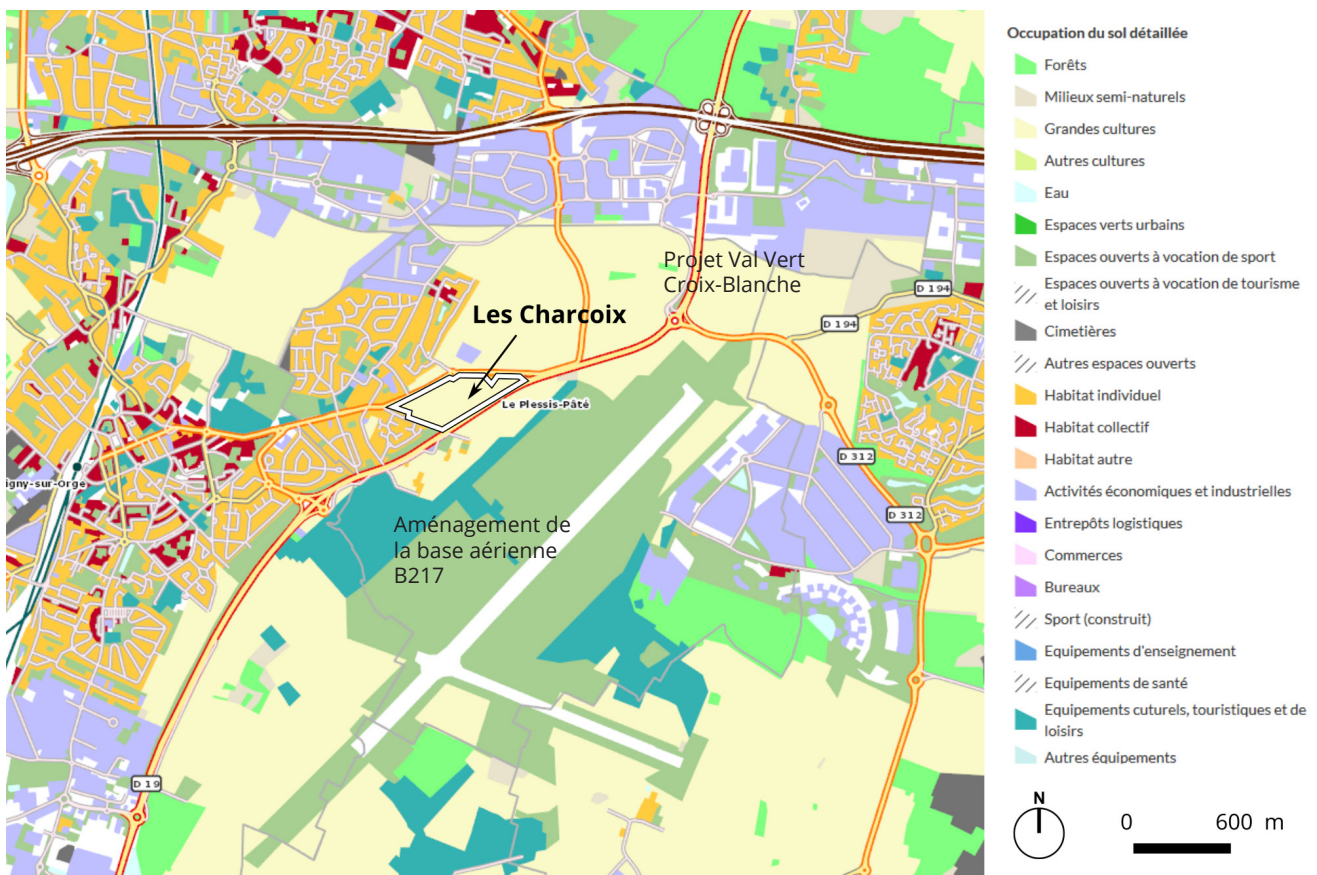 Projet Val Vert
Croix-Blanche
D 194
Les Charcoix
D 194
Le Plessis-Pâté
D 312
igny-sur-Orge
D 312
Aménagement de
la base aérienne
B217
D 19
Occupation du sol détaillée
Forêts
Milieux semi-naturels
Grandes cultures
Autres cultures
Eau
Espaces verts urbains
Espaces ouverts à vocation de sport
Espaces ouverts à vocation de tourisme
et loisirs
Cimetières
Autres espaces ouverts
Habitat individuel
Habitat collectif
Habitat autre
Activités économiques et industrielles
Entrepôts logistiques
Commerces
Bureaux
Sport (construit)
Equipements d'enseignement
Equipements de santé
Equipements cuturels, touristiques et de
loisirs
Autres équipements
N
0 600 m